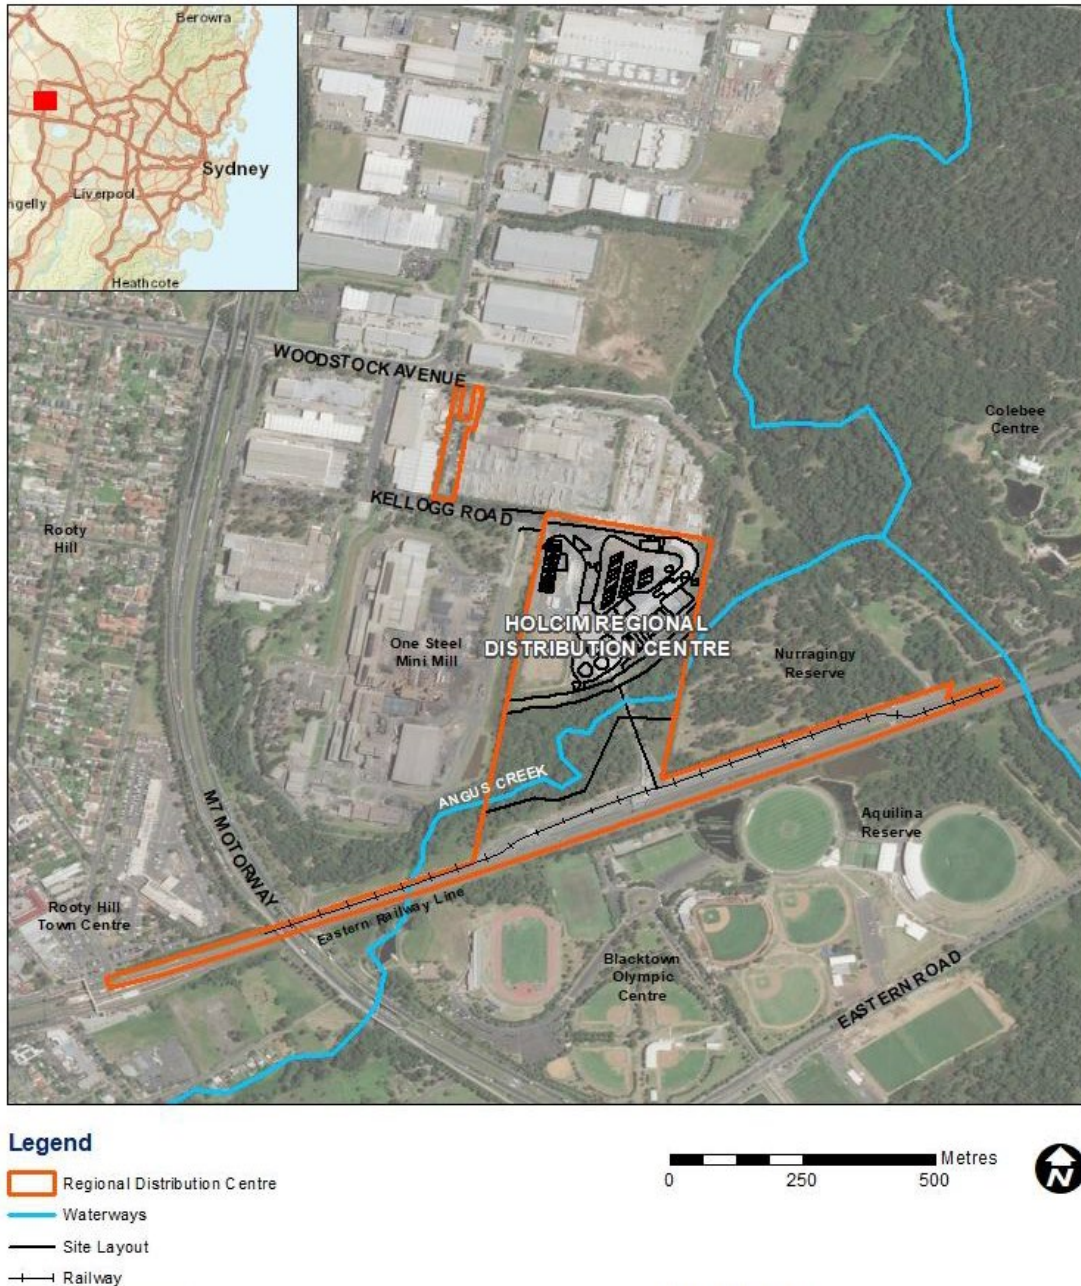 Berowra
Sydney
Liverpool
ngelly
Heathcote
WOODSTOCK AVENUE
Colebee
Centre
KELLOGG ROAD
Rooty
Hill
HOLCIM REGIONAL
DISTRIBUTION CENTRE
One Steel
Mini Mill
Nurragingy
Reserve
ANGUS CREEK
M7 MOTORWAY
Aquilina
Reserve
Rooty Hill
Town Centre
Eastern Railway Line
Blacktown
Olympic
Centre
EASTERN ROAD
Legend
Regional Distribution Centre
Waterways
Site Layout
Railway
Metres
0 250 500
N